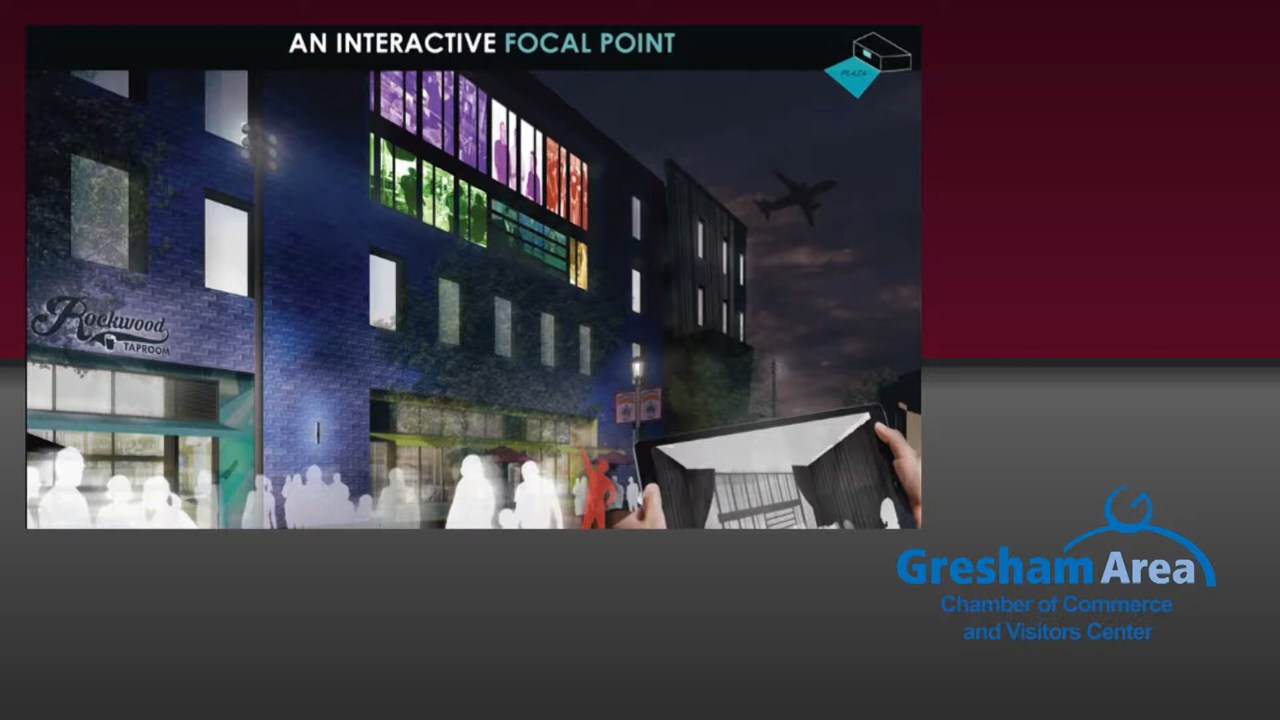 AN INTERACTIVE FOCAL POINT
PLAZA
Rockwood
TAPROOM
G
Gresham Area
Chamber of Commerce
and Visitors Center